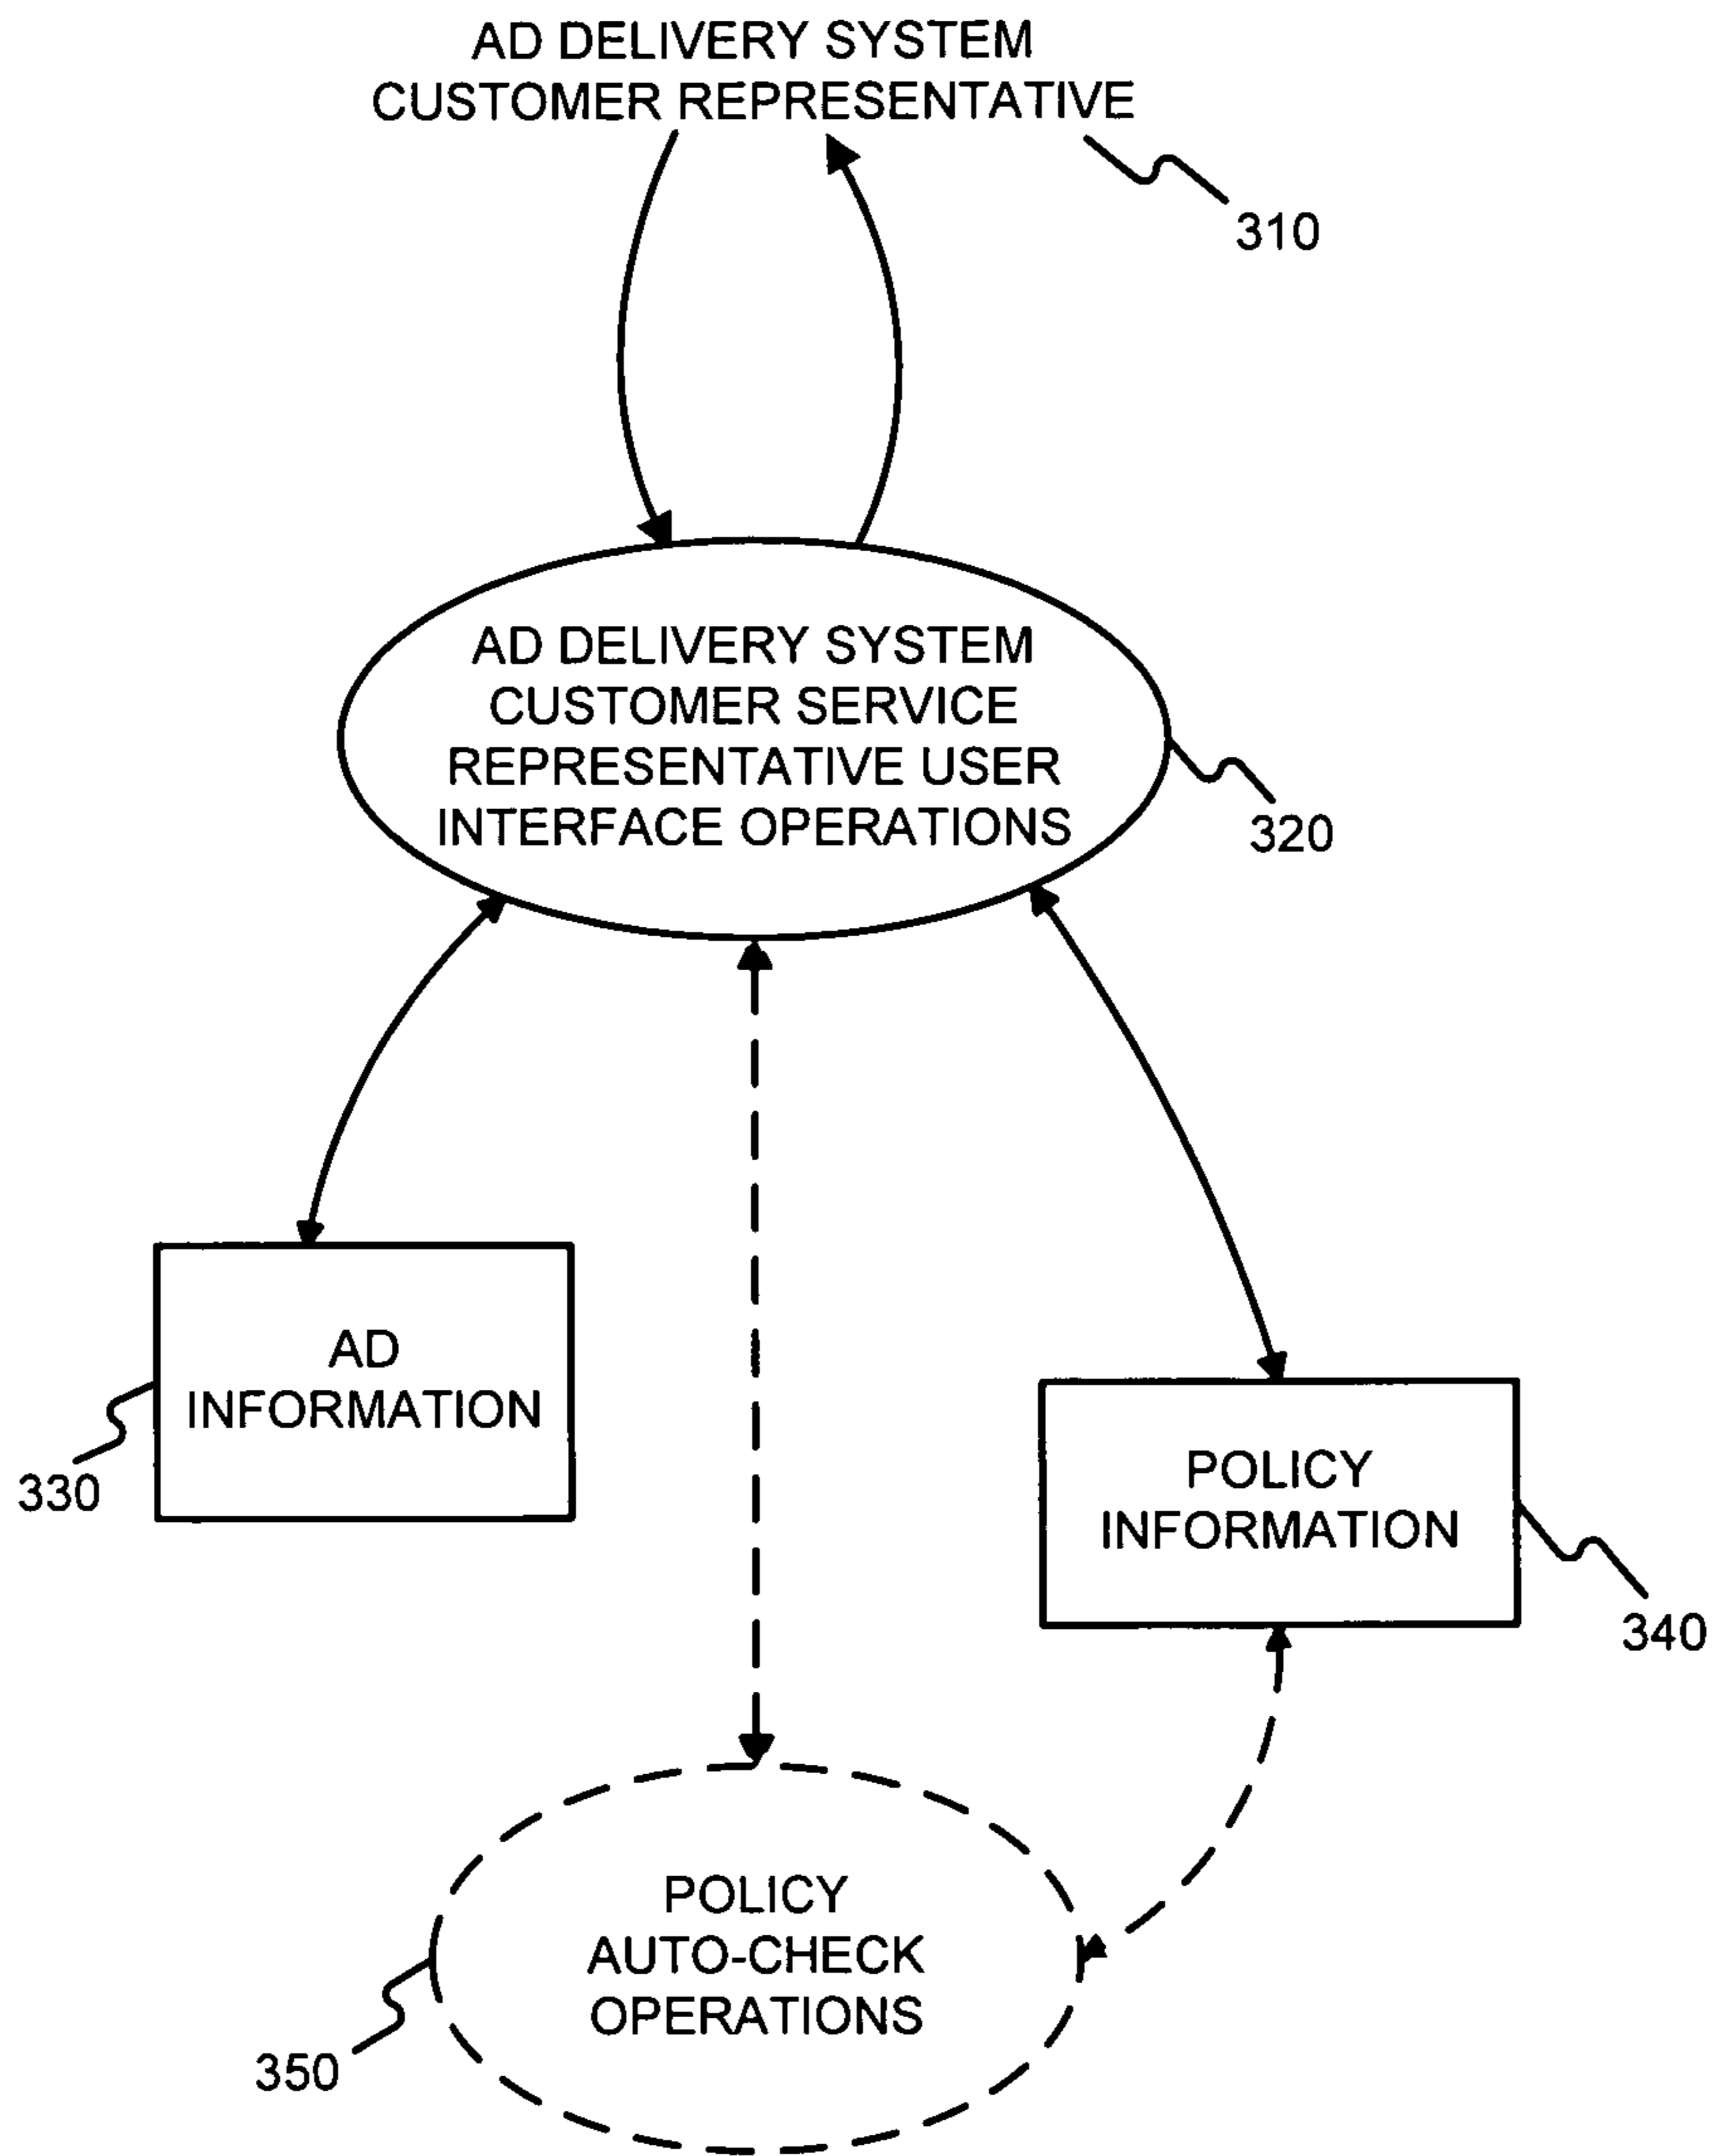 AD DELIVERY SYSTEM
CUSTOMER REPRESENTATIVE
310
AD DELIVERY SYSTEM
CUSTOMER SERVICE
REPRESENTATIVE USER
INTERFACE OPERATIONS
320
AD
INFORMATION
330
POLICY
INFORMATION
340
POLICY
AUTO-CHECK
OPERATIONS
350